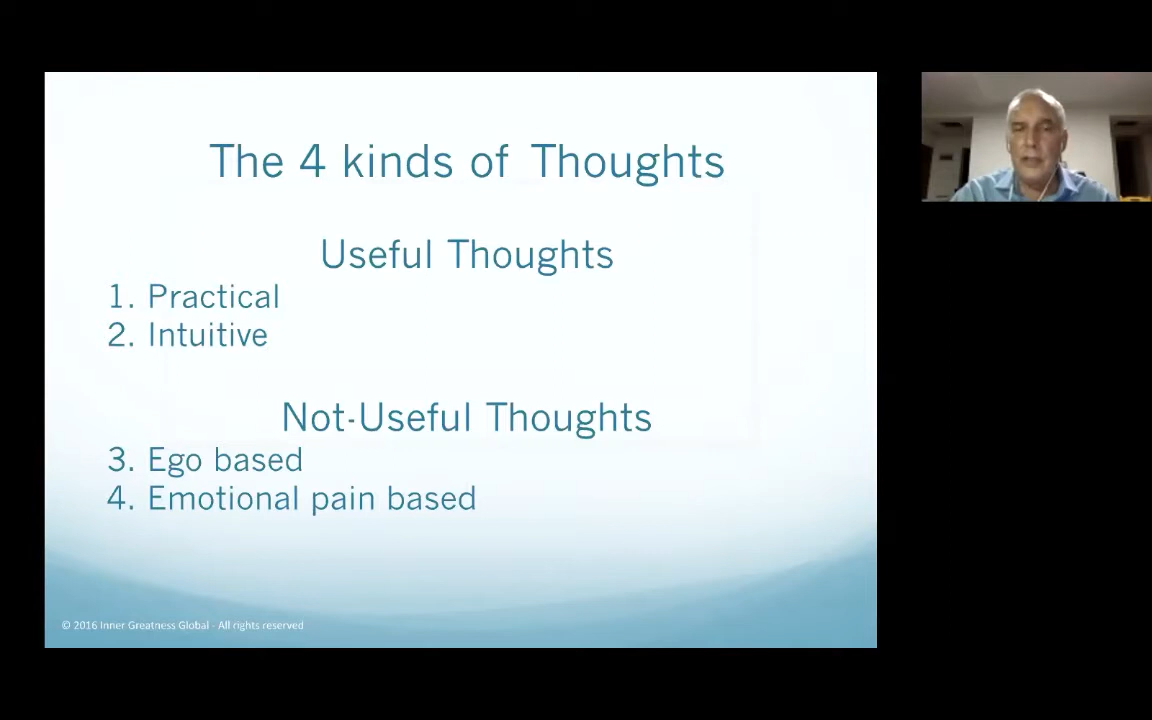 The 4 kinds of Thoughts
Useful Thoughts
1. Practical
2. Intuitive
Not-Useful Thoughts
3. Ego based
4. Emotional pain based
© 2016 Inner Greatness Global - All rights reserved